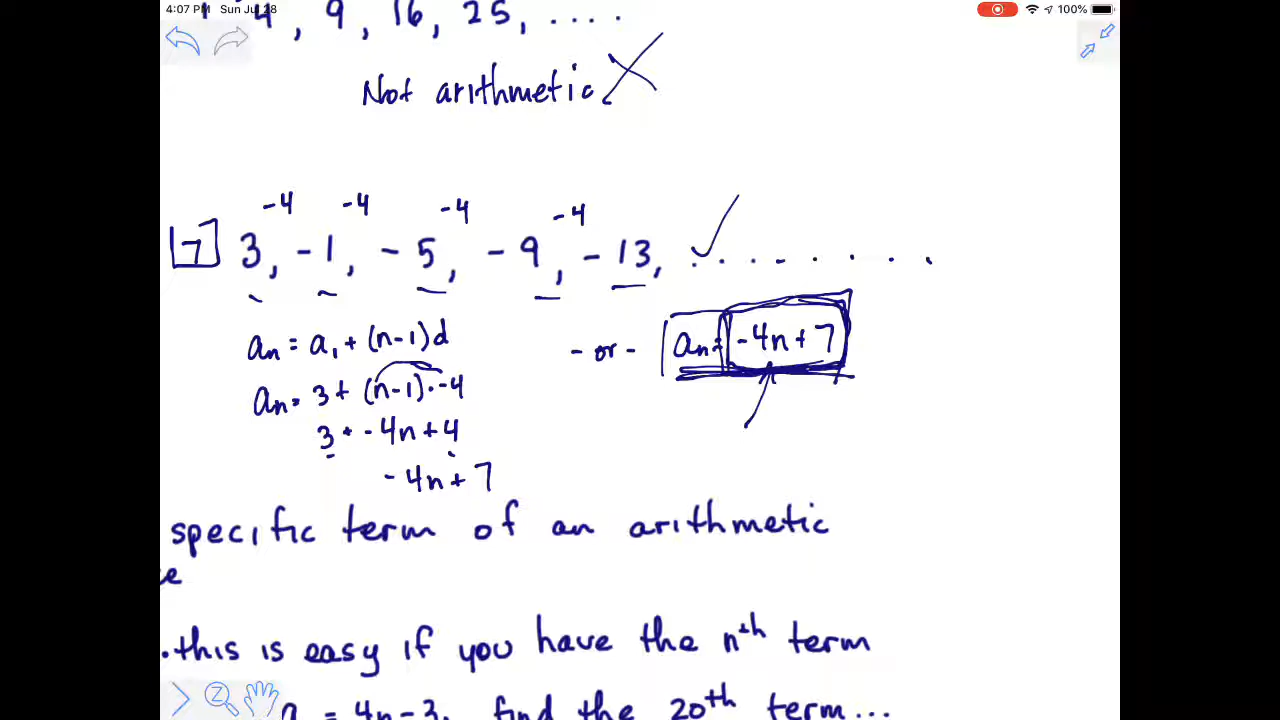 4:07 PM Sun Jul 28 100%
4, 9, 16, 25, ....
Not arithmetic
-4 -4 -4 -4
7 3, -1, -5, -9, -13, ........
an = a1 + (n-1)d
-or- an = -4n+7
an = 3 + (n-1)·-4
3 + -4n + 4
-4n + 7
specific term of an arithmetic
.this is easy if you have the nth term
= 4n-3, find the 20th term...